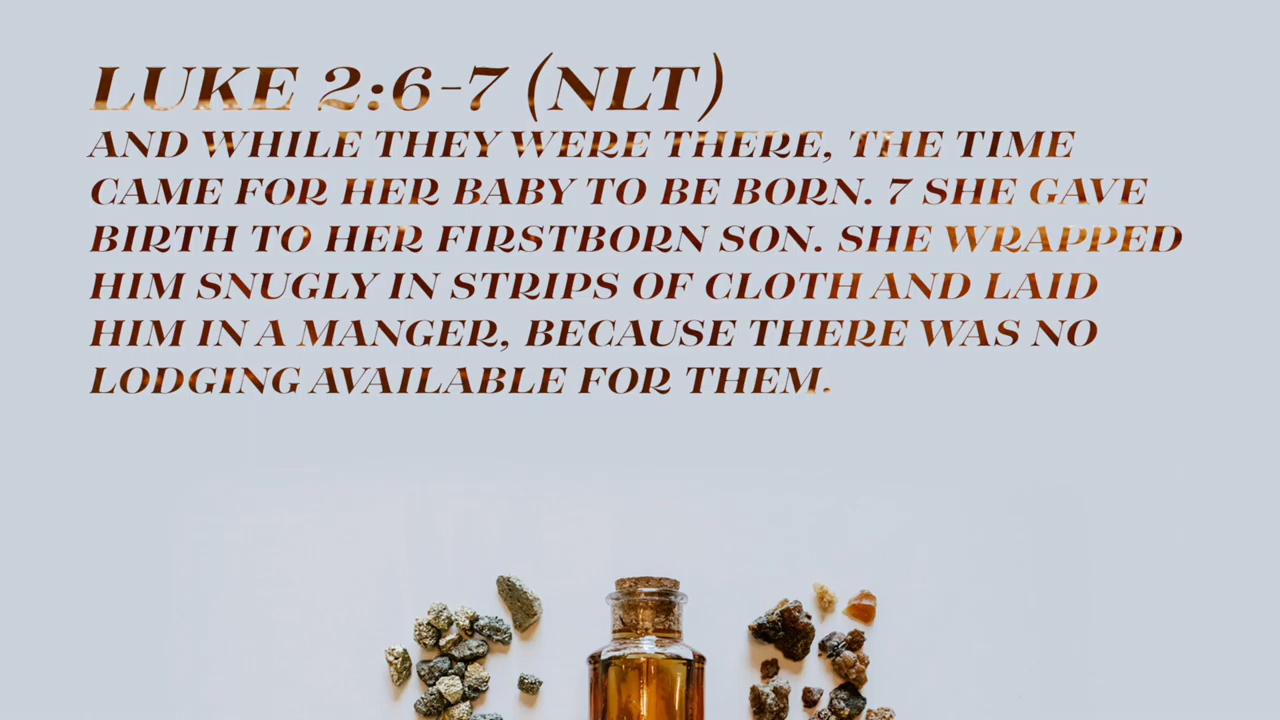 LUKE 2:6-7 (NLT)
AND WHILE THEY WERE THERE, THE TIME
CAME FOR HER BABY TO BE BORN. 7 SHE GAVE
BIRTH TO HER FIRSTBORN SON. SHE WRAPPED
HIM SNUGLY IN STRIPS OF CLOTH AND LAID
HIM IN A MANGER, BECAUSE THERE WAS NO
LODGING AVAILABLE FOR THEM.